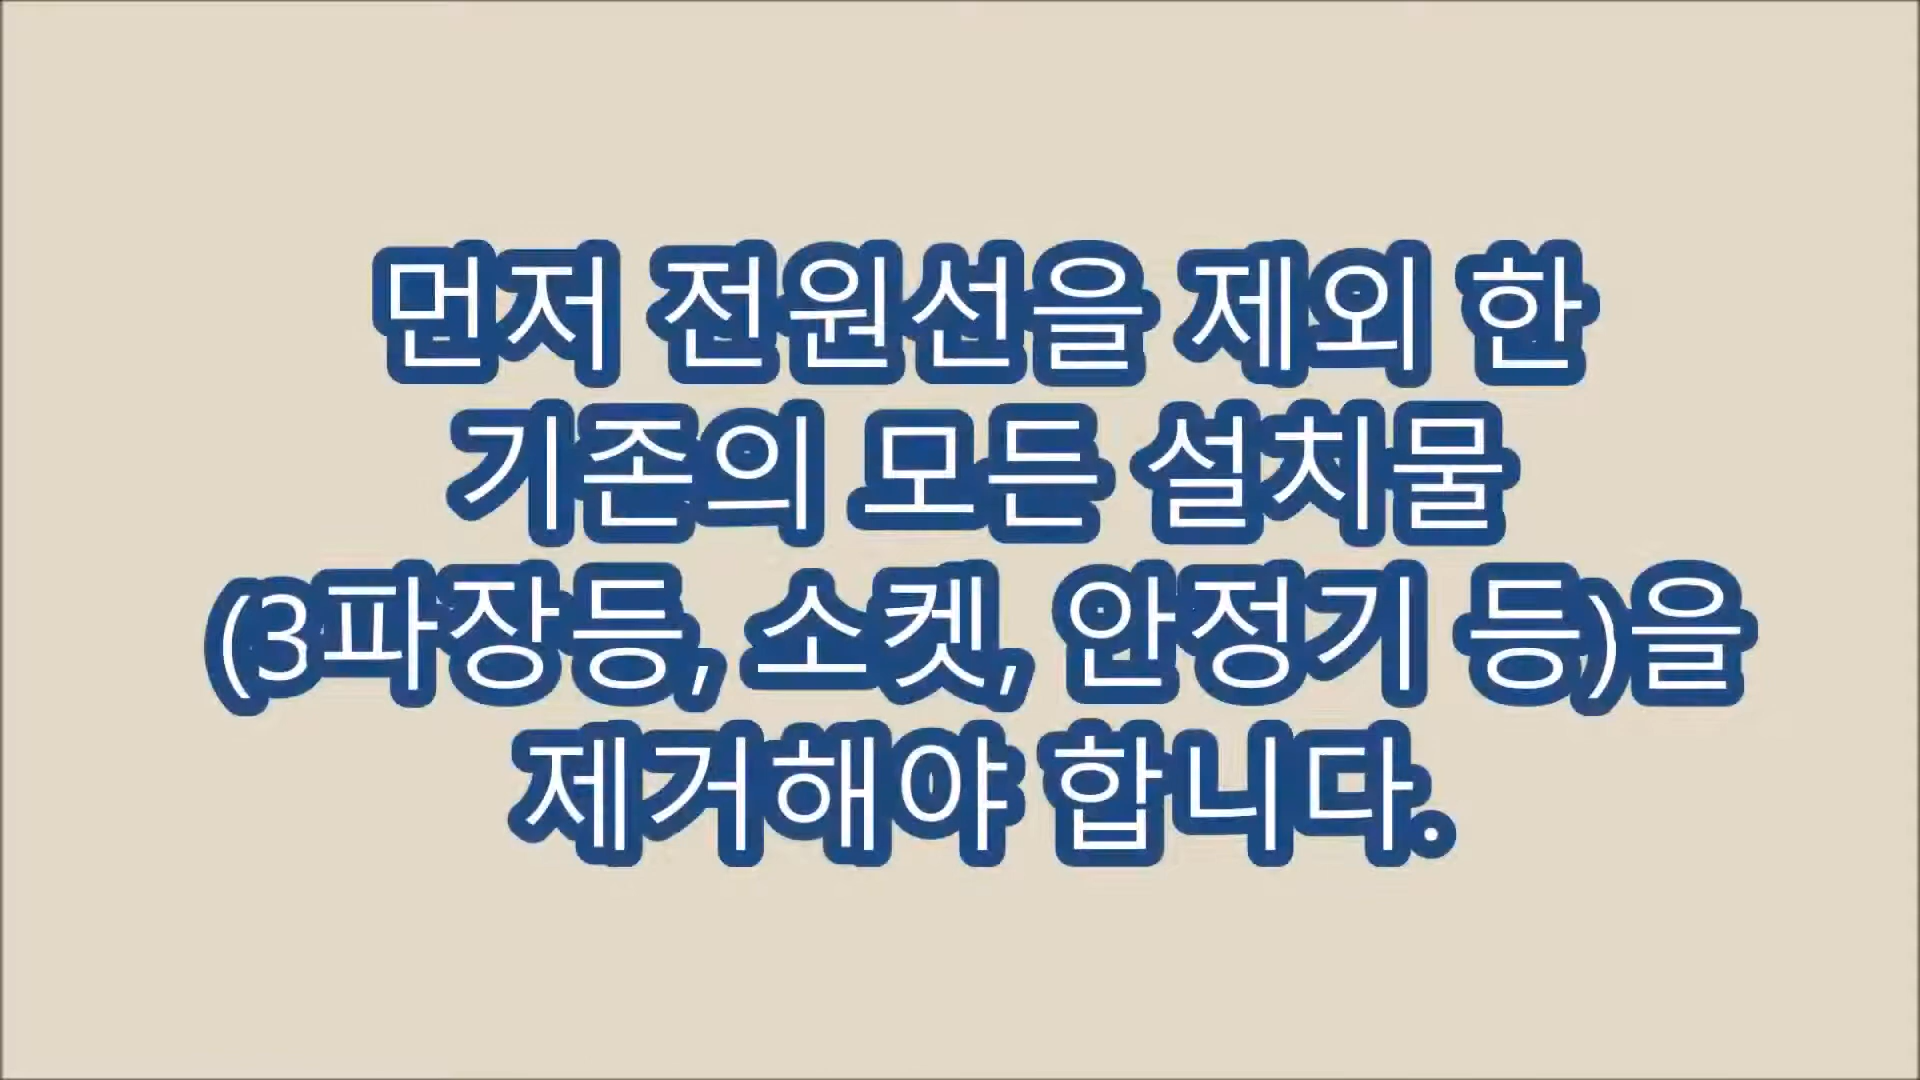 먼저 전원선을 제외 한
기존의 모든 설치물
(3파장등, 소켓, 안정기 등)을
제거해야 합니다.